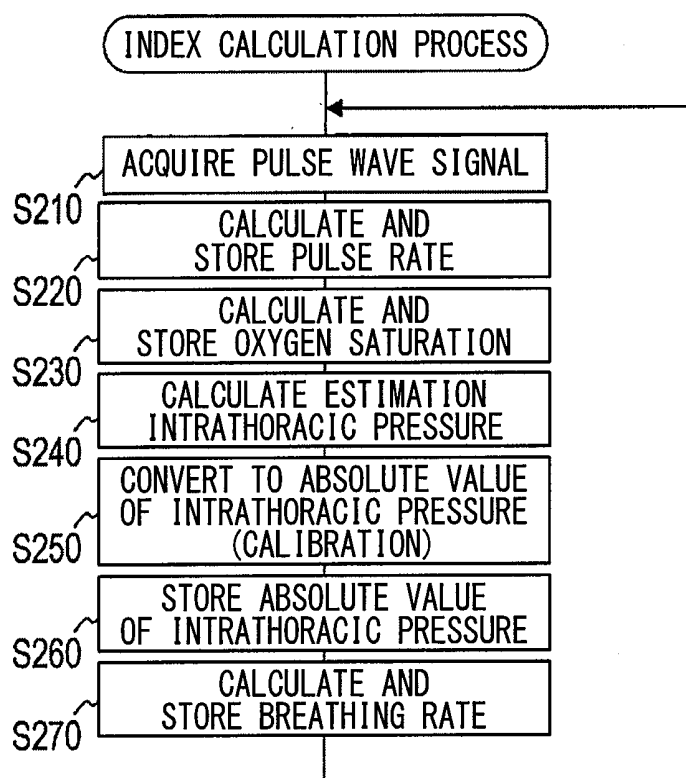 INDEX CALCULATION PROCESS
ACQUIRE PULSE WAVE SIGNAL
S210
CALCULATE AND
STORE PULSE RATE
S220
CALCULATE AND
STORE OXYGEN SATURATION
S230
CALCULATE ESTIMATION
INTRATHORACIC PRESSURE
S240
CONVERT TO ABSOLUTE VALUE
OF INTRATHORACIC PRESSURE
(CALIBRATION)
S250
STORE ABSOLUTE VALUE
OF INTRATHORACIC PRESSURE
S260
CALCULATE AND
STORE BREATHING RATE
S270